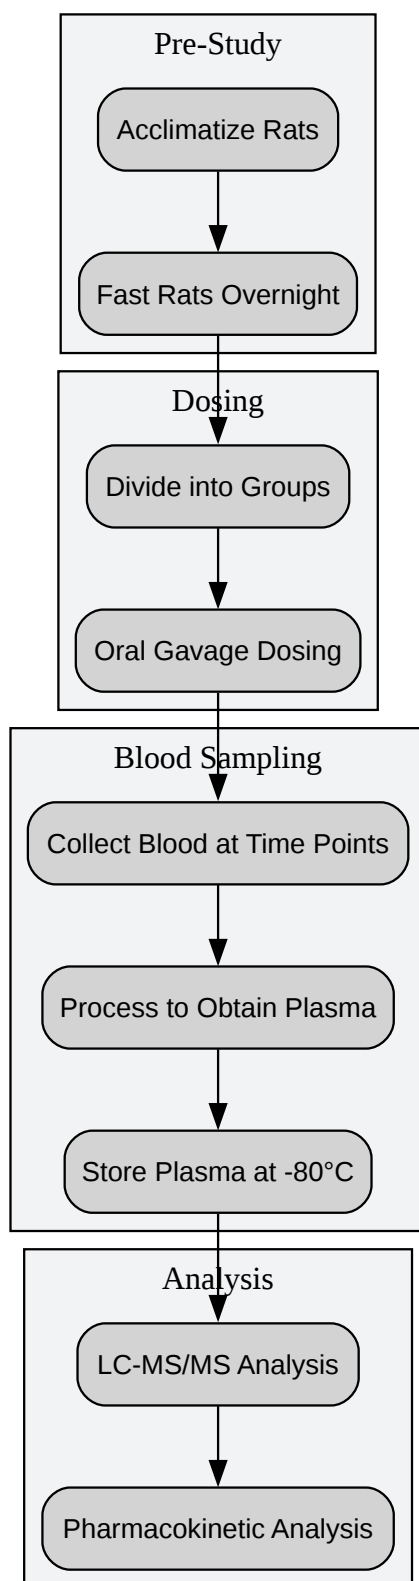 Pre-Study
Acclimatize Rats
Fast Rats Overnight
Dosing
Divide into Groups
Oral Gavage Dosing
Blood Sampling
Collect Blood at Time Points
Process to Obtain Plasma
Store Plasma at -80°C
Analysis
LC-MS/MS Analysis
Pharmacokinetic Analysis